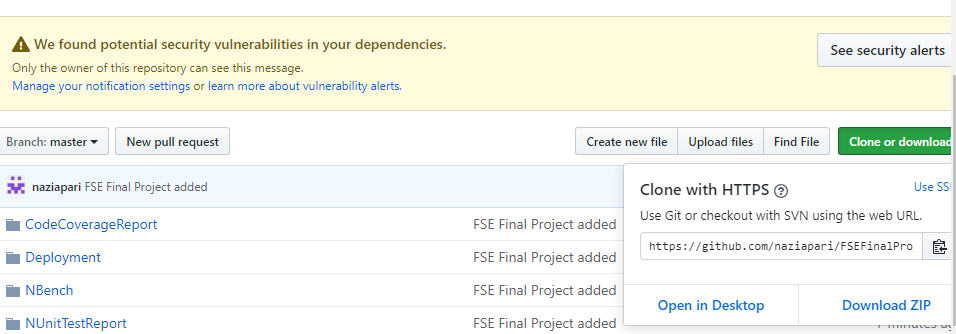 We found potential security vulnerabilities in your dependencies.
See security alerts
Only the owner of this repository can see this message.
Manage your notification settings or learn more about vulnerability alerts.
Branch: master
New pull request
Create new file
Upload files
Find File
Clone or download
naziapari FSE Final Project added
Clone with HTTPS
Use SSH
Use Git or checkout with SVN using the web URL.
https://github.com/naziapari/FSEFinalPro
Open in Desktop
Download ZIP
CodeCoverageReport
FSE Final Project added
Deployment
FSE Final Project added
NBench
FSE Final Project added
NUnitTestReport
FSE Final Project added
7 minutes ag